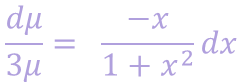 dμ/3μ = −x/(1 + x²) dx